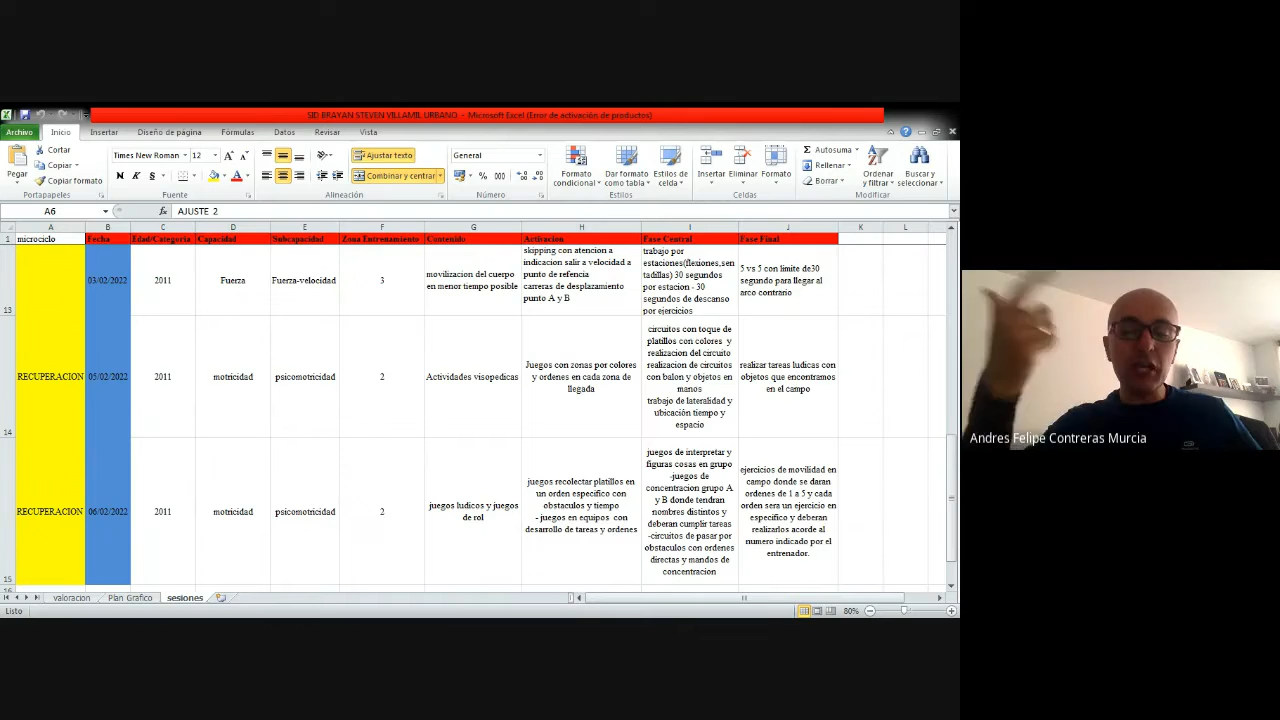 SID BRAYAN STEVEN VILLAMIL URBANO - Microsoft Excel (Error de activación de productos)
Archivo Inicio Insertar Diseño de página Fórmulas Datos Revisar Vista
Pegar
Cortar
Copiar
Copiar formato
Portapapeles
Times New Roman 12
N K S
Fuente
Ajustar texto
Combinar y centrar
Alineación
General
% 000
Número
Formato condicional
Dar formato como tabla
Estilos de celda
Estilos
Insertar Eliminar Formato
Celdas
Autosuma
Rellenar
Borrar
Ordenar y filtrar
Buscar y seleccionar
Modificar
A6 fx AJUSTE 2
A B C D E F G H I J K L
1 microciclo Fecha Edad/Categoria Capacidad Subcapacidad Zona Entrenamiento Contenido Activacion Fase Central Fase Final
13
03/02/2022
2011
Fuerza
Fuerza-velocidad
3
movilizacion del cuerpo
en menor tiempo posible
skipping con atencion a
indicacion salir a velocidad a
punto de refencia
carreras de desplazamiento
punto A y B
trabajo por
estaciones(flexiones,sen
tadillas) 30 segundos
por estacion - 30
segundos de descanso
por ejercicios
5 vs 5 con limite de30
segundo para llegar al
arco contrario
14
RECUPERACION
05/02/2022
2011
motricidad
psicomotricidad
2
Actividades visopedicas
Juegos con zonas por colores
y ordenes en cada zona de
llegada
circuitos con toque de
platillos con colores y
realizacion del circuito
realizacion de circuitos
con balon y objetos en
manos
trabajo de lateralidad y
ubicación tiempo y
espacio
realizar tareas ludicas con
objetos que encontramos
en el campo
15
RECUPERACION
06/02/2022
2011
motricidad
psicomotricidad
2
juegos ludicos y juegos
de rol
juegos recolectar platillos en
un orden especifico con
obstaculos y tiempo
- juegos en equipos con
desarrollo de tareas y ordenes
juegos de interpretar y
figuras cosas en grupo
-juegos de
concentracion grupo A
y B donde tendran
nombres distintos y
deberan cumplir tareas
-circuitos de pasar por
obstaculos con ordenes
directas y mandos de
concentracion
ejercicios de movilidad en
campo donde se daran
ordenes de 1 a 5 y cada
orden sera un ejercicio en
especifico y deberan
realizarlos acorde al
numero indicado por el
entrenador.
valoracion Plan Grafico sesiones
Listo
80%
Andres Felipe Contreras Murcia